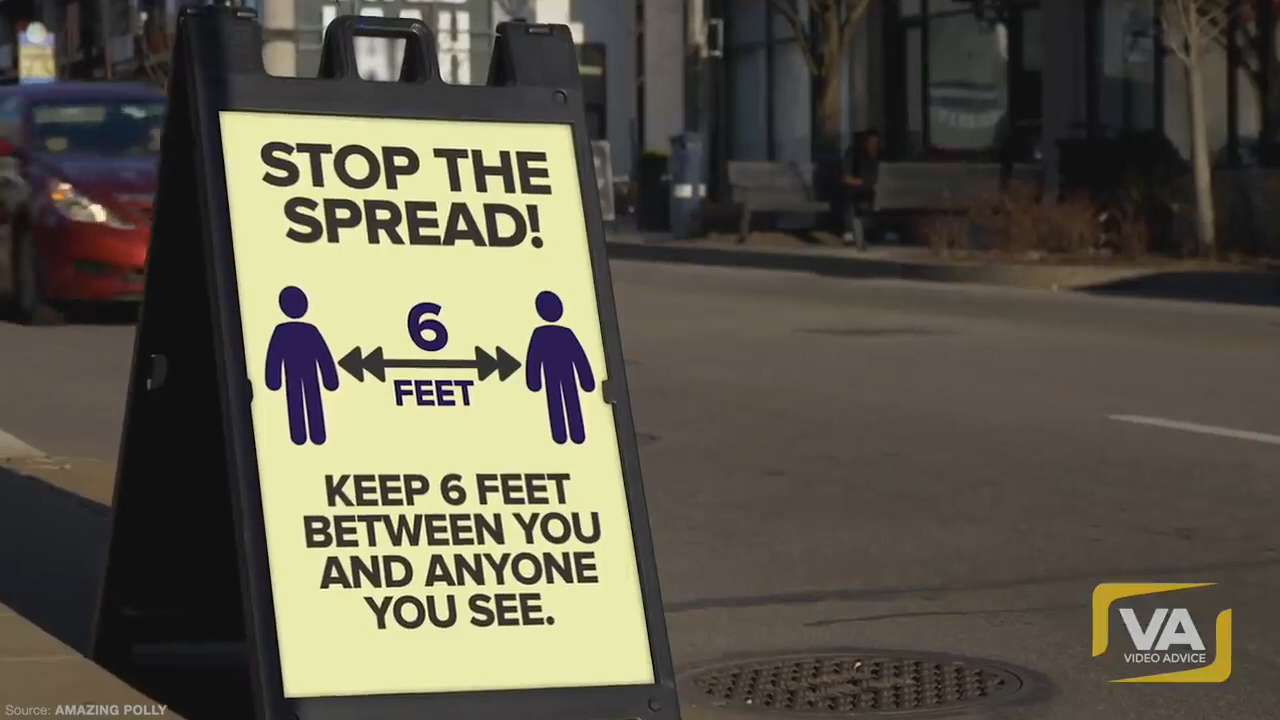 STOP THE
SPREAD!
6
FEET
KEEP 6 FEET
BETWEEN YOU
AND ANYONE
YOU SEE.
VA
VIDEO ADVICE
Source: AMAZING POLLY